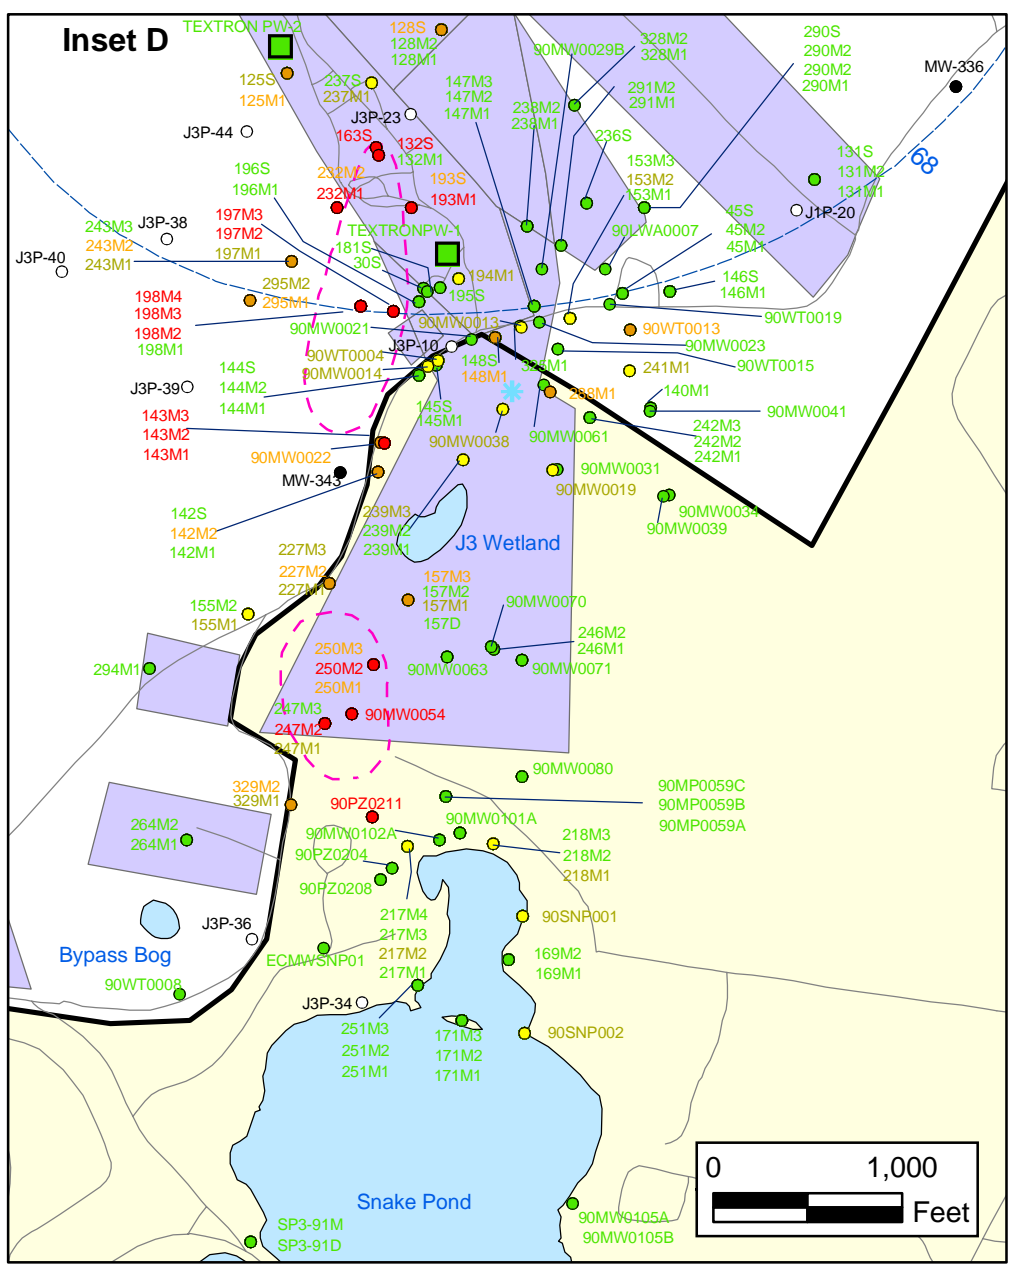 Inset D
TEXTRON PW-2
128S
128M2
128M1
90MW0029B
328M2
328M1
290S
290M2
290M2
290M1
MW-336
125S
125M1
237S
237M1
147M3
147M2
147M1
291M2
291M1
238M2
238M1
J3P-23
J3P-44
163S
132S
132M1
236S
131S
131M2
131M1
68
196S
196M1
232M2
232M1
193S
193M1
153M3
153M2
153M1
J1P-20
45S
45M2
45M1
197M3
197M2
197M1
J3P-38
243M3
243M2
243M1
J3P-40
TEXTRONPW-1
181S
30S
90LWA0007
194M1
195S
146S
146M1
295M2
295M1
198M4
198M3
198M2
198M1
90MW0021
90MW0013
90WT0013
90WT0019
90MW0023
90WT0015
J3P-10
90WT0004
90MW0014
148S
148M1
325M1
241M1
J3P-39
144S
144M2
144M1
288M1
140M1
90MW0041
145S
145M1
143M3
143M2
143M1
90MW0038
90MW0061
242M3
242M2
242M1
90MW0022
MW-343
90MW0031
90MW0019
90MW0034
90MW0039
142S
142M2
142M1
239M3
239M2
239M1
J3 Wetland
227M3
227M2
227M1
157M3
157M2
157M1
157D
155M2
155M1
90MW0070
246M2
246M1
294M1
250M3
250M2
250M1
90MW0063
90MW0071
247M3
247M2
247M1
90MW0054
90MW0080
329M2
329M1
90MP0059C
90MP0059B
90MP0059A
90PZ0211
90MW0101A
90MW0102A
264M2
264M1
218M3
218M2
218M1
90PZ0204
90PZ0208
217M4
217M3
217M2
217M1
90SNP001
J3P-36
Bypass Bog
ECMWSNP01
169M2
169M1
90WT0008
J3P-34
251M3
251M2
251M1
171M3
171M2
171M1
90SNP002
Snake Pond
0 1,000
Feet
SP3-91M
SP3-91D
90MW0105A
90MW0105B